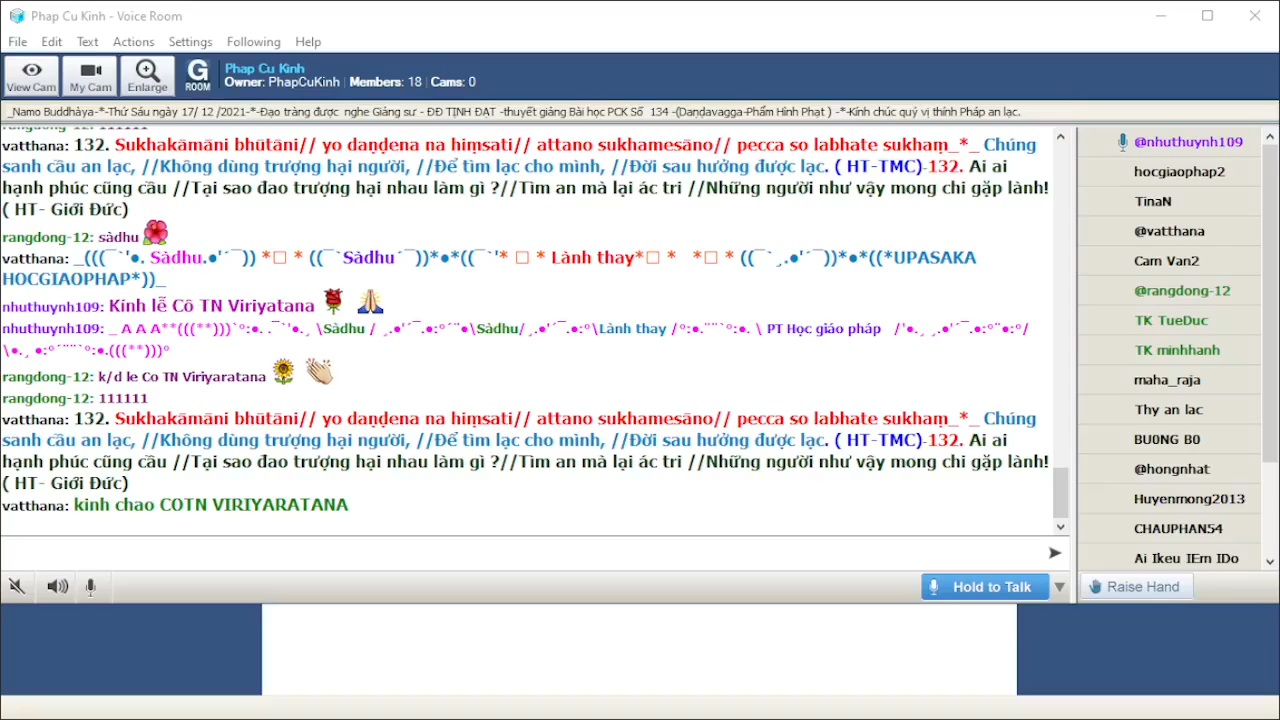 Phap Cu Kinh - Voice Room
File Edit Text Actions Settings Following Help
View Cam My Cam Enlarge G ROOM
Phap Cu Kinh
Owner: PhapCuKinh Members: 18 Cams: 0
_Namo Buddhàya-*-Thứ Sáu ngày 17/ 12 /2021-*-Đạo tràng được nghe Giảng sư - ĐĐ TỊNH ĐẠT -thuyết giảng Bài học PCK Số 134 -(Daṇḍavagga-Phẩm Hình Phạt ) -*-Kính chúc quý vị thính Pháp an lạc.
rangdong-12: 111111
vatthana: 132. Sukhakāmāni bhūtāni// yo daṇḍena na hiṃsati// attano sukhamesāno// pecca so labhate sukhaṃ_*_ Chúng
sanh cầu an lạc, //Không dùng trượng hại người, //Để tìm lạc cho mình, //Đời sau hưởng được lạc. ( HT-TMC)-132. Ai ai
hạnh phúc cũng cầu //Tại sao đao trượng hại nhau làm gì ?//Tìm an mà lại ác tri //Những người như vậy mong chi gặp lành!
( HT- Giới Đức)
rangdong-12: sàdhu
vatthana: _(((¯`'●. Sàdhu.●'´¯)) *□ * ((¯`Sàdhu´¯))*●*((¯`'* □ * Lành thay*□ * *□ * ((¯`¸.●'´¯))*●*((*UPASAKA
HOCGIAOPHAP*))_
nhuthuynh109: Kính lễ Cô TN Viriyatana
nhuthuynh109: _ A A A**(((**)))`º:●. .¯`'●.¸ \Sàdhu / ¸.●'´¯.●:º´¨●\Sàdhu/¸.●'´¯.●:º\Lành thay /º:●.¨¨`º:●. \ PT Học giáo pháp /'●.¸ ¸.●'´¯.●:º¨●:º/
\●.¸ ●:º´¨¨`º:●.(((**)))º
rangdong-12: k/d le Co TN Viriyaratana
rangdong-12: 111111
vatthana: 132. Sukhakāmāni bhūtāni// yo daṇḍena na hiṃsati// attano sukhamesāno// pecca so labhate sukhaṃ_*_ Chúng
sanh cầu an lạc, //Không dùng trượng hại người, //Để tìm lạc cho mình, //Đời sau hưởng được lạc. ( HT-TMC)-132. Ai ai
hạnh phúc cũng cầu //Tại sao đao trượng hại nhau làm gì ?//Tìm an mà lại ác tri //Những người như vậy mong chi gặp lành!
( HT- Giới Đức)
vatthana: kinh chao COTN VIRIYARATANA
@nhuthuynh109
hocgiaophap2
TinaN
@vatthana
Cam Van2
@rangdong-12
TK TueDuc
TK minhhanh
maha_raja
Thy an lac
BU0NG B0
@hongnhat
Huyenmong2013
CHAUPHAN54
Ai Ikeu IEm IDo
Hold to Talk
Raise Hand